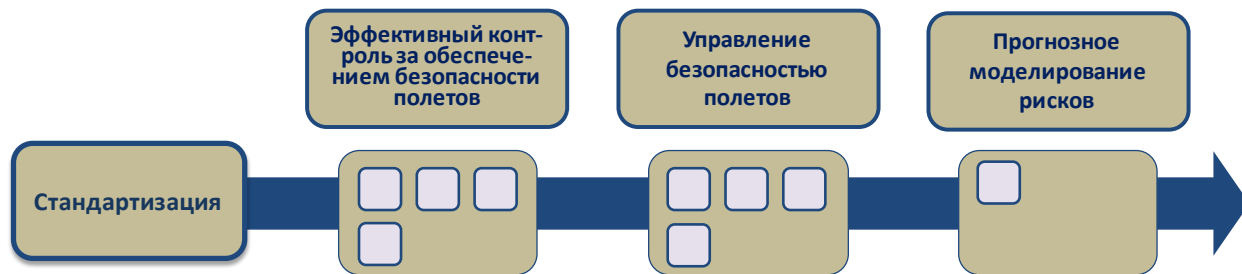 Эффективный конт-
роль за обеспече-
нием безопасности
полетов
Управление
безопасностью
полетов
Прогнозное
моделирование
рисков
Стандартизация